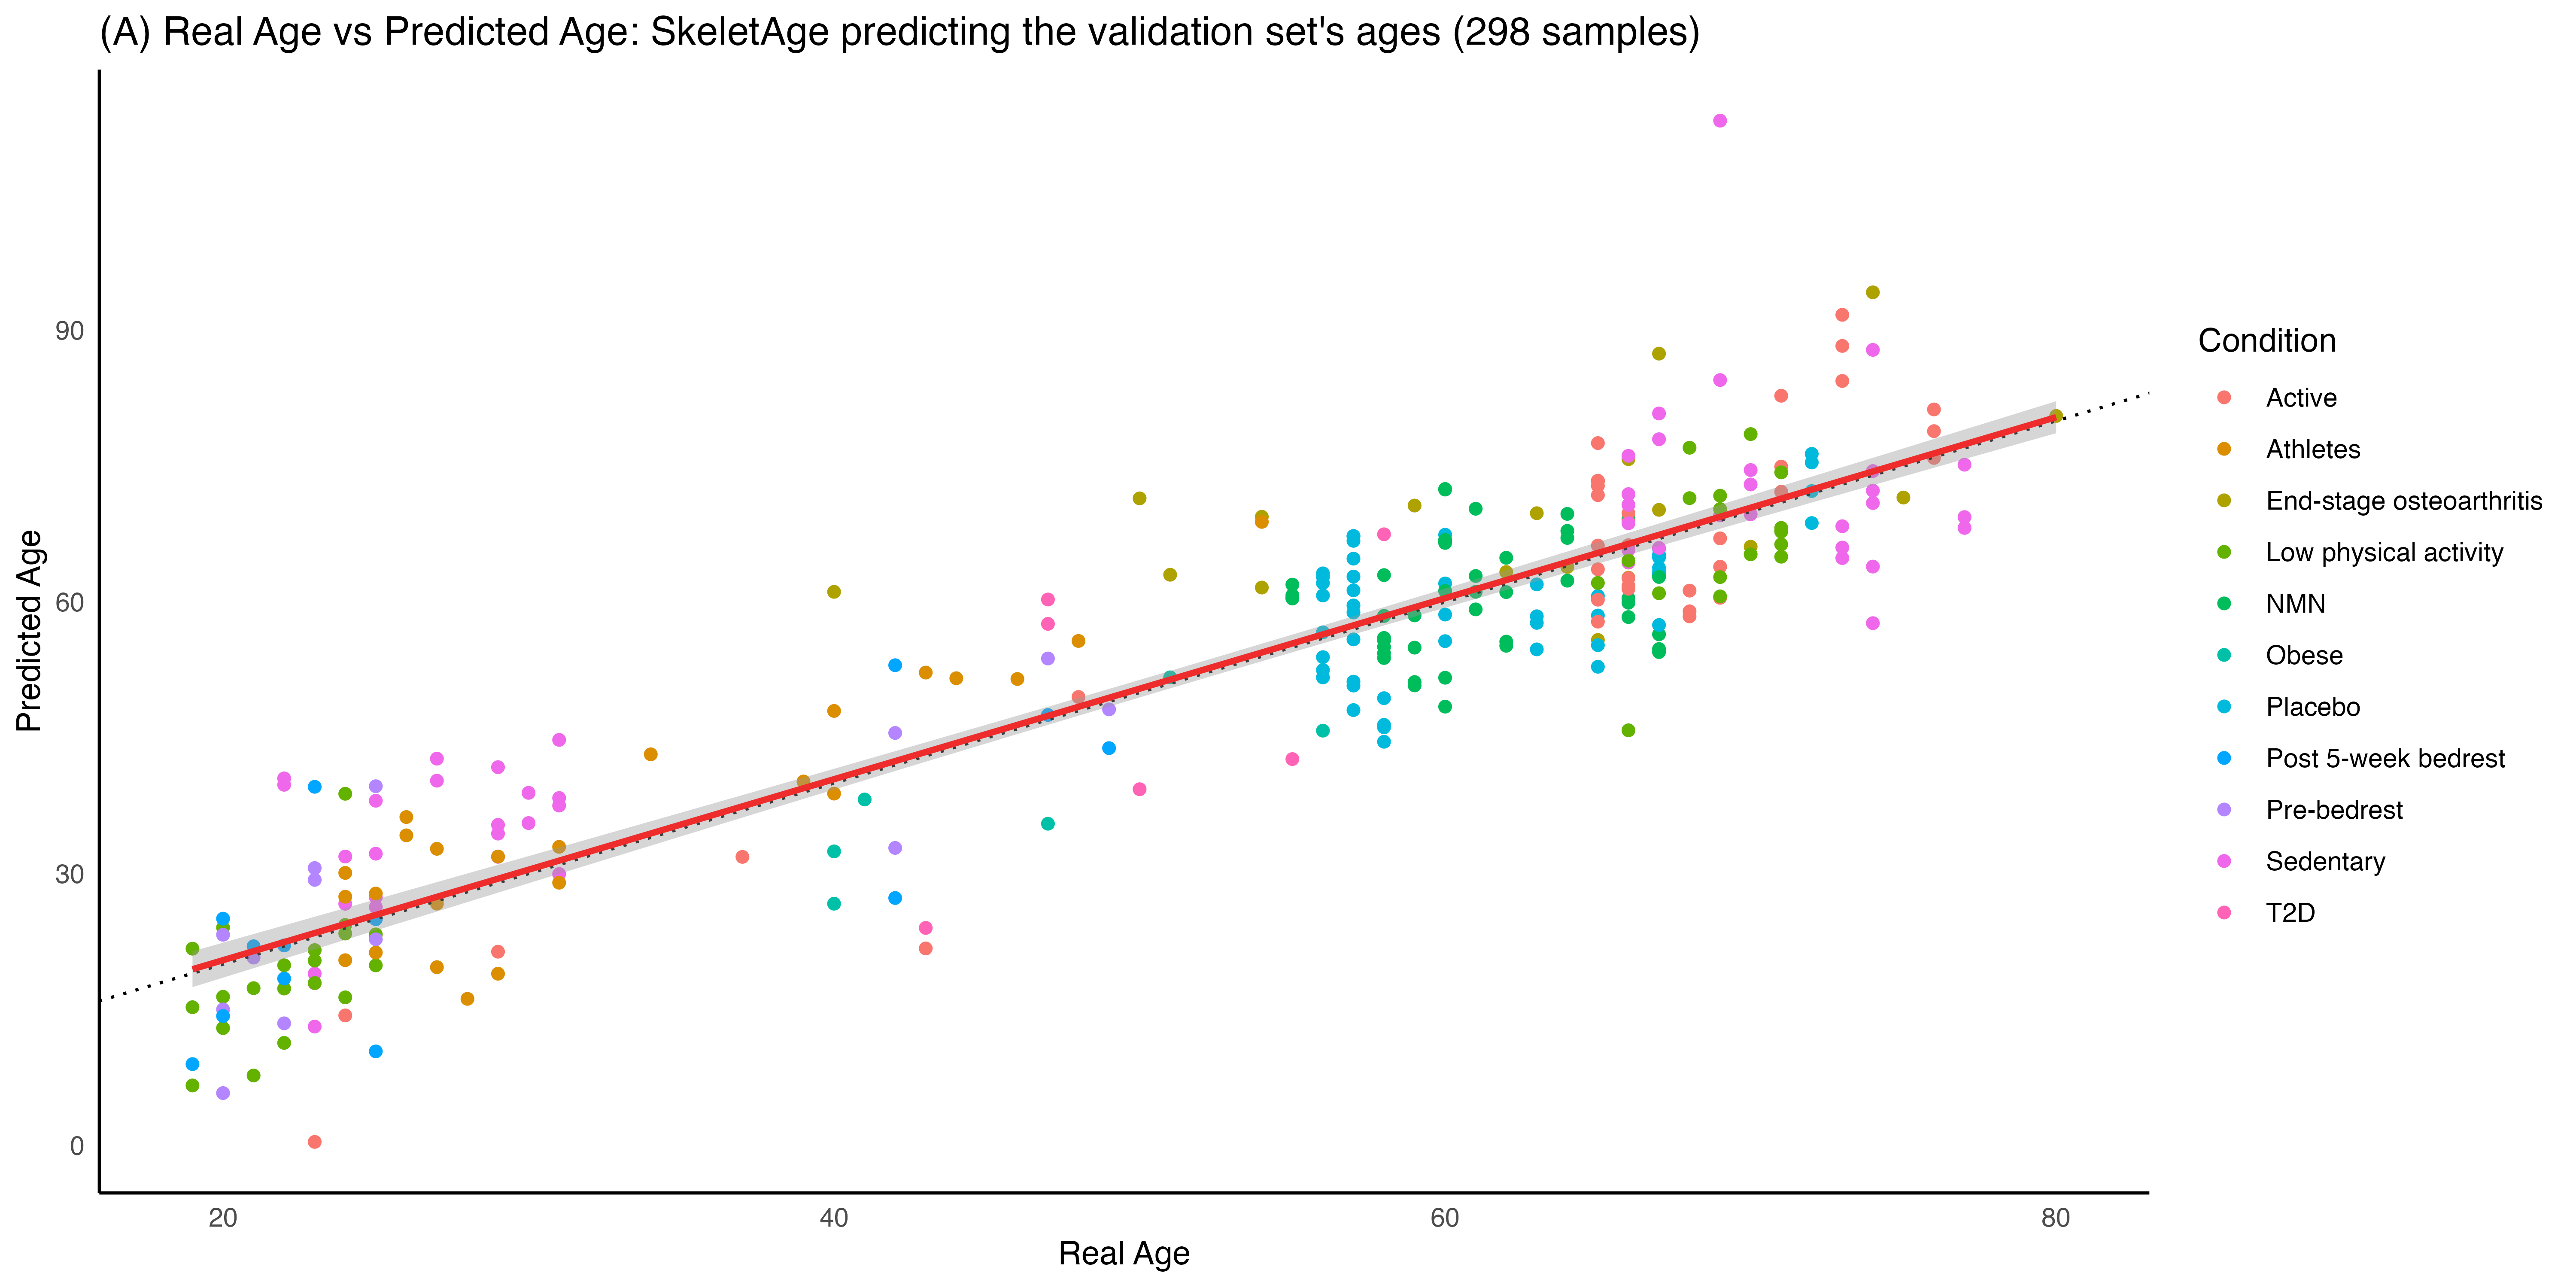 (A) Real Age vs Predicted Age: SkeletAge predicting the validation set's ages (298 samples)
90
60
30
0
Predicted Age
20 40 60 80
Real Age
Condition
Active
Athletes
End-stage osteoarthritis
Low physical activity
NMN
Obese
Placebo
Post 5-week bedrest
Pre-bedrest
Sedentary
T2D